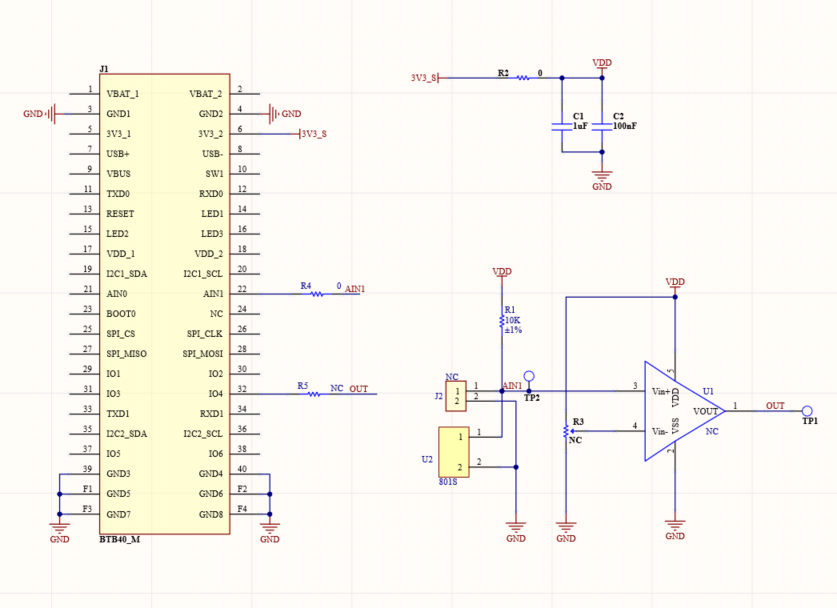 J1
1 VBAT_1 VBAT_2 2
GND 3 GND1 GND2 4 GND
5 3V3_1 3V3_2 6 3V3_S
7 USB+ USB- 8
9 VBUS SW1 10
11 TXD0 RXD0 12
13 RESET LED1 14
15 LED2 LED3 16
17 VDD_1 VDD_2 18
19 I2C1_SDA I2C1_SCL 20
21 AIN0 AIN1 22 R4 0 AIN1
23 BOOT0 NC 24
25 SPI_CS SPI_CLK 26
27 SPI_MISO SPI_MOSI 28
29 IO1 IO2 30
31 IO3 IO4 32 R5 NC OUT
33 TXD1 RXD1 34
35 I2C2_SDA I2C2_SCL 36
37 IO5 IO6 38
39 GND3 GND4 40
F1 GND5 GND6 F2
F3 GND7 GND8 F4
GND GND
BTB40_M
VDD
3V3_S R2 0
C1 C2
1uF 100nF
GND
VDD
R1
10K
±1%
NC
J2 1 1 AIN1
2 2
TP2
U2 1 1
2 2
801S
GND
VDD
R3
NC
GND
5
3 Vin+ VDD U1
VOUT 1 OUT TP1
4 Vin- VSS NC
2
GND